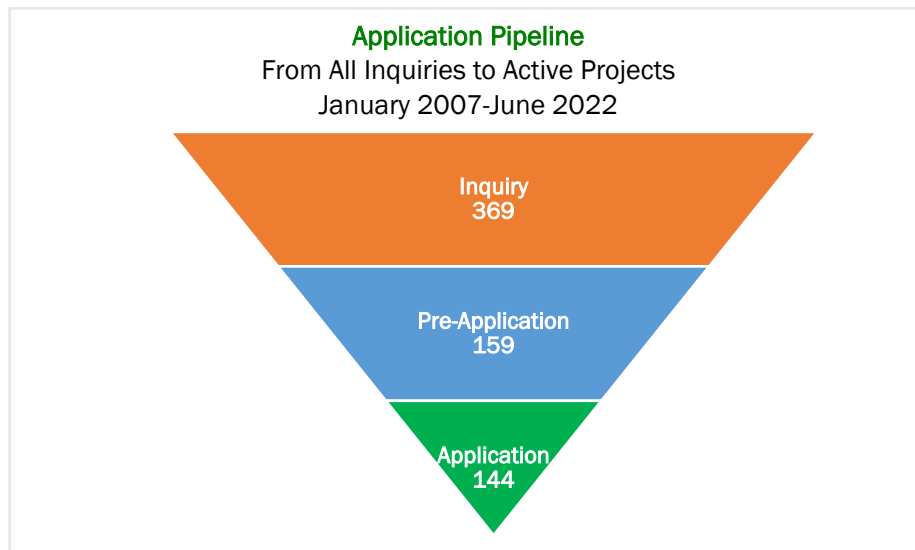 Application Pipeline
From All Inquiries to Active Projects
January 2007-June 2022
Inquiry
369
Pre-Application
159
Application
144